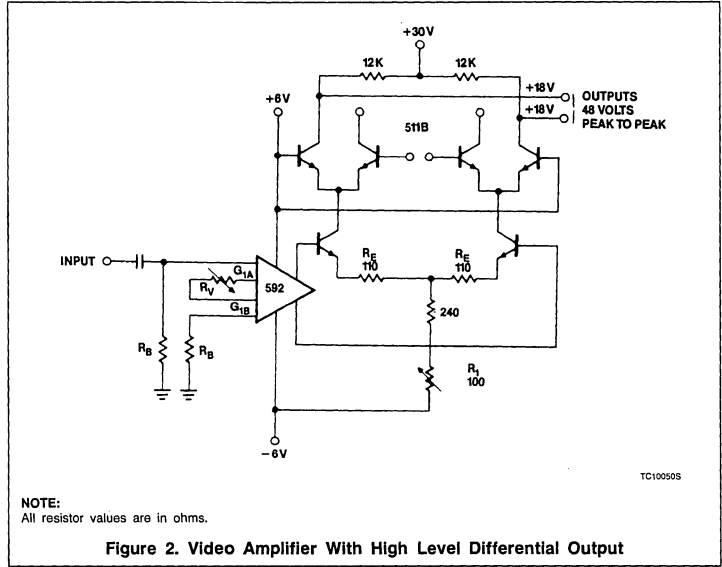 +30V
12K 12K
+18V
+6V
+18V
OUTPUTS
48 VOLTS
PEAK TO PEAK
511B
INPUT
G1A
RV
592
G1B
RE
110
RE
110
240
RB
RB
R1
100
−6V
TC10050S
NOTE:
All resistor values are in ohms.
Figure 2. Video Amplifier With High Level Differential Output